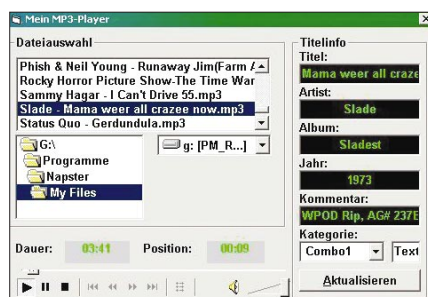 Mein MP3-Player
Dateiauswahl
Phish & Neil Young - Runaway Jim(Farm
Rocky Horror Picture Show-The Time War
Sammy Hagar - I Can't Drive 55.mp3
Slade - Mama weer all crazee now.mp3
Status Quo - Gerdundula.mp3
G:\
Programme
Napster
My Files
g: [PM_R...]
Dauer: 03:41 Position: 00:09
Titelinfo
Titel:
Mama weer all craze
Artist:
Slade
Album:
Sladest
Jahr:
1973
Kommentar:
WPOD Rip, AG# 237E
Kategorie:
Combo1 Text
Aktualisieren